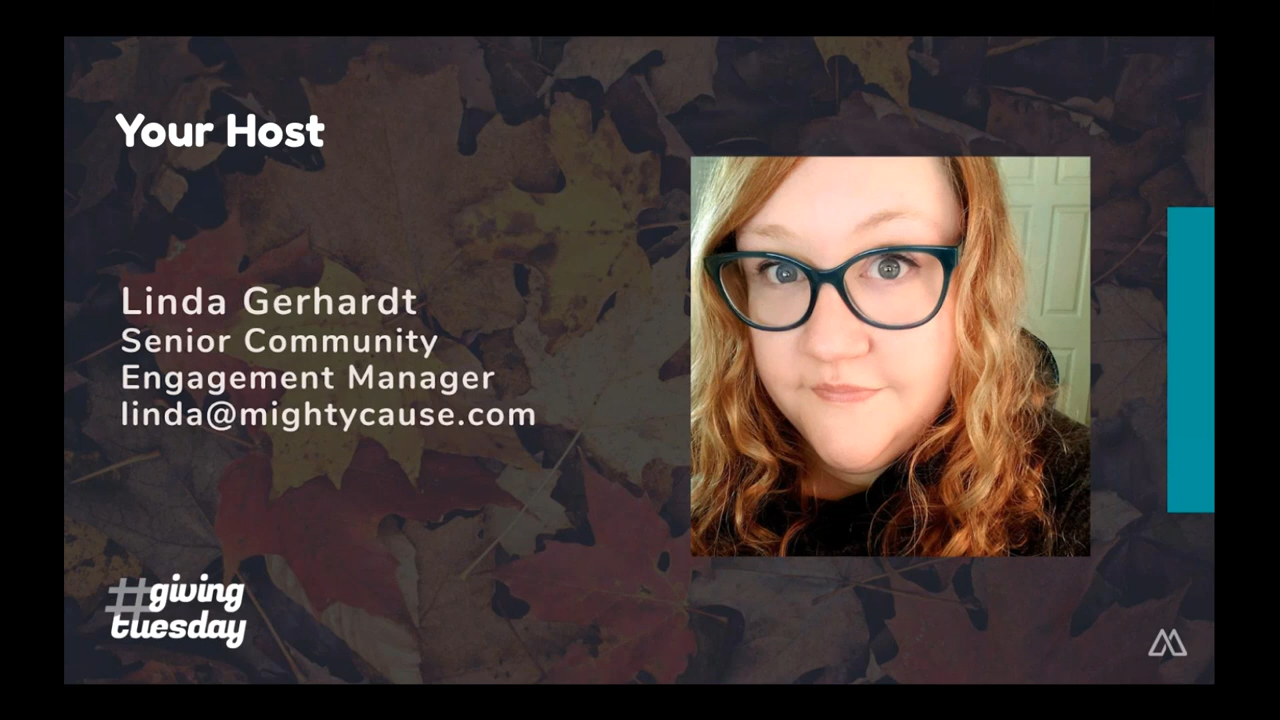 Your Host
Linda Gerhardt
Senior Community
Engagement Manager
linda@mightycause.com
#giving
tuesday